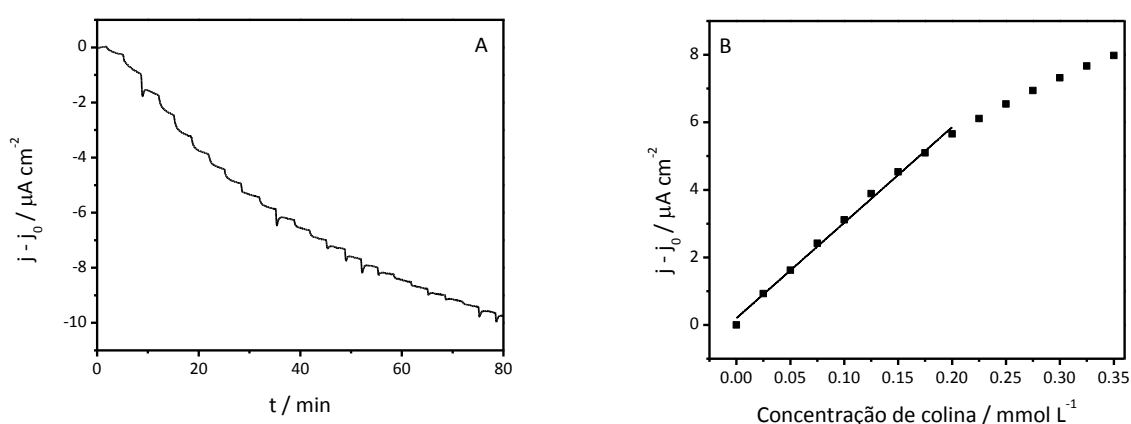 A
0
-2
-4
-6
-8
-10
j - j₀ / µA cm⁻²
0 20 40 60 80
t / min
B
8
6
4
2
0
j - j₀ / µA cm⁻²
0.00 0.05 0.10 0.15 0.20 0.25 0.30 0.35
Concentração de colina / mmol L⁻¹